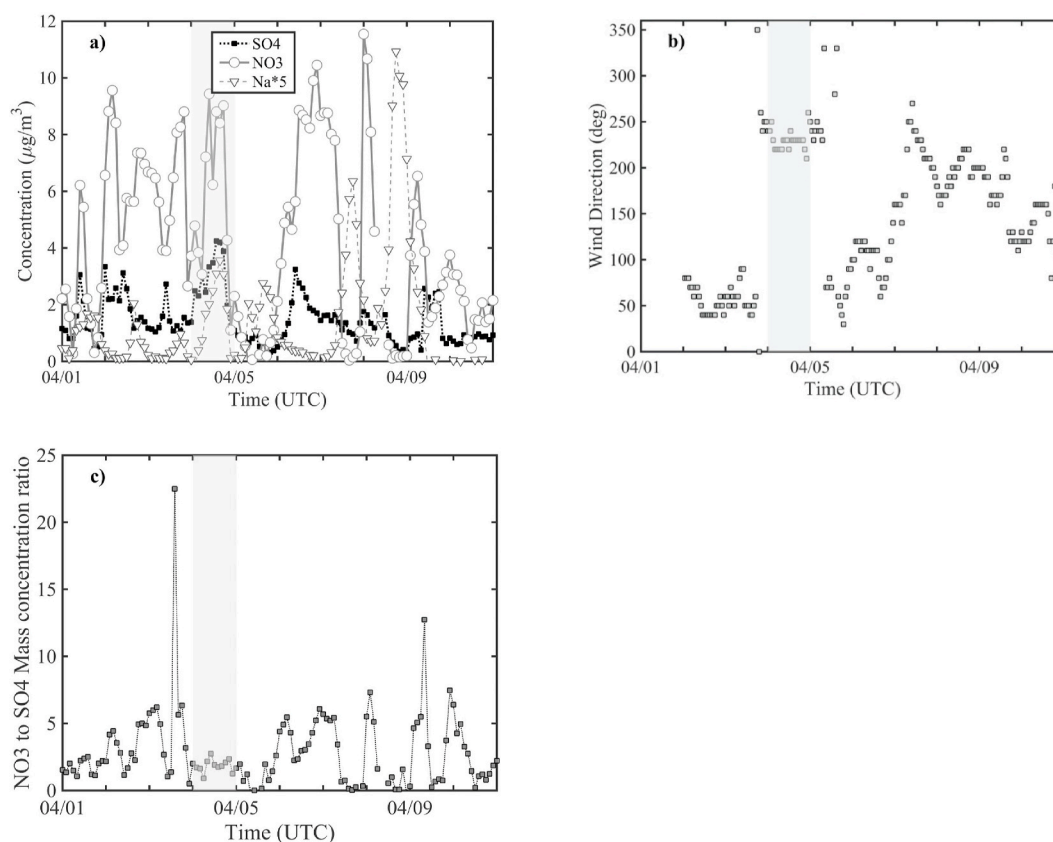 a)
SO4
NO3
Na*5
12
10
8
6
4
2
0
Concentration (μg/m³)
04/01
04/05
04/09
Time (UTC)
b)
350
300
250
200
150
100
50
0
Wind Direction (deg)
04/01
04/05
04/09
Time (UTC)
c)
25
20
15
10
5
0
NO3 to SO4 Mass concentration ratio
04/01
04/05
04/09
Time (UTC)